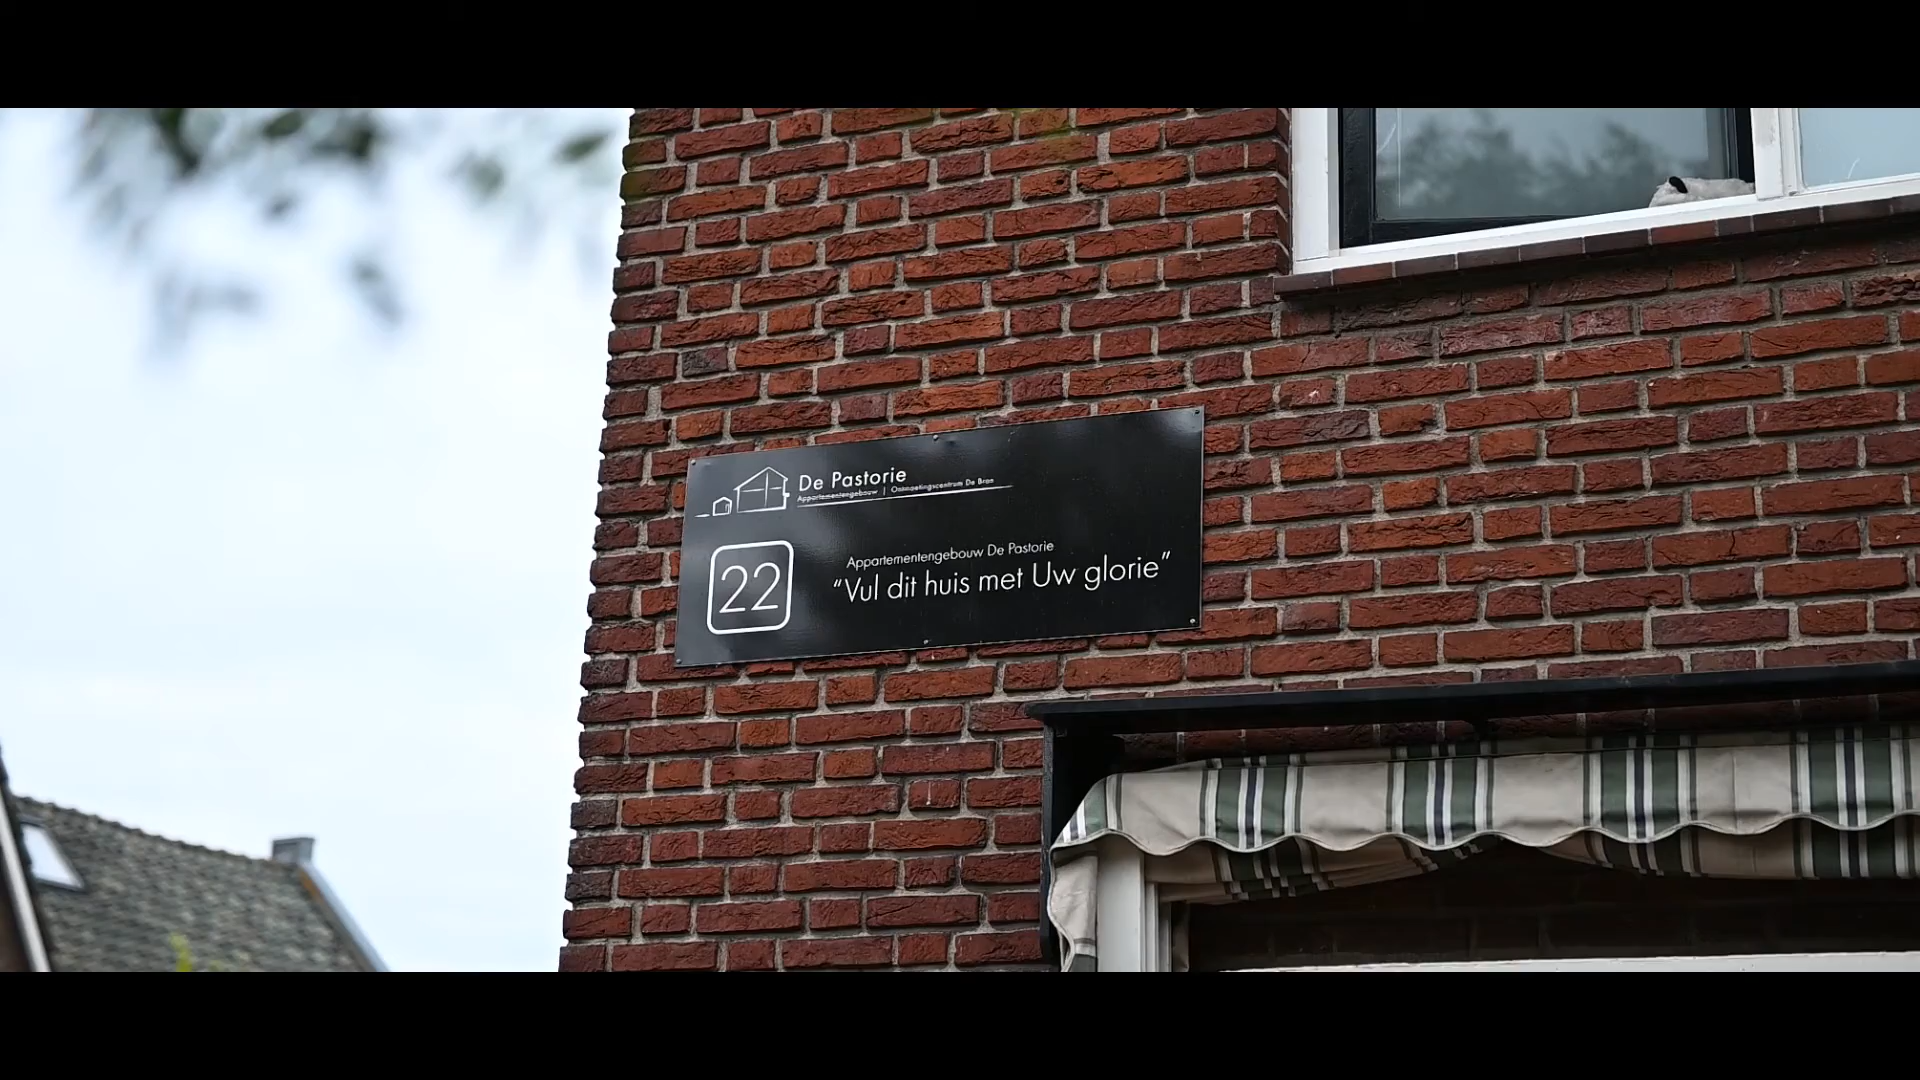 De Pastorie
Appartementengebouw | Ontmoetingscentrum De Bron
22
Appartementengebouw De Pastorie
“Vul dit huis met Uw glorie”